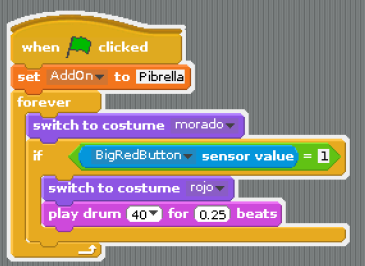 when clicked
set AddOn to Pibrella
forever
switch to costume morado
if BigRedButton sensor value = 1
switch to costume rojo
play drum 40 for 0.25 beats